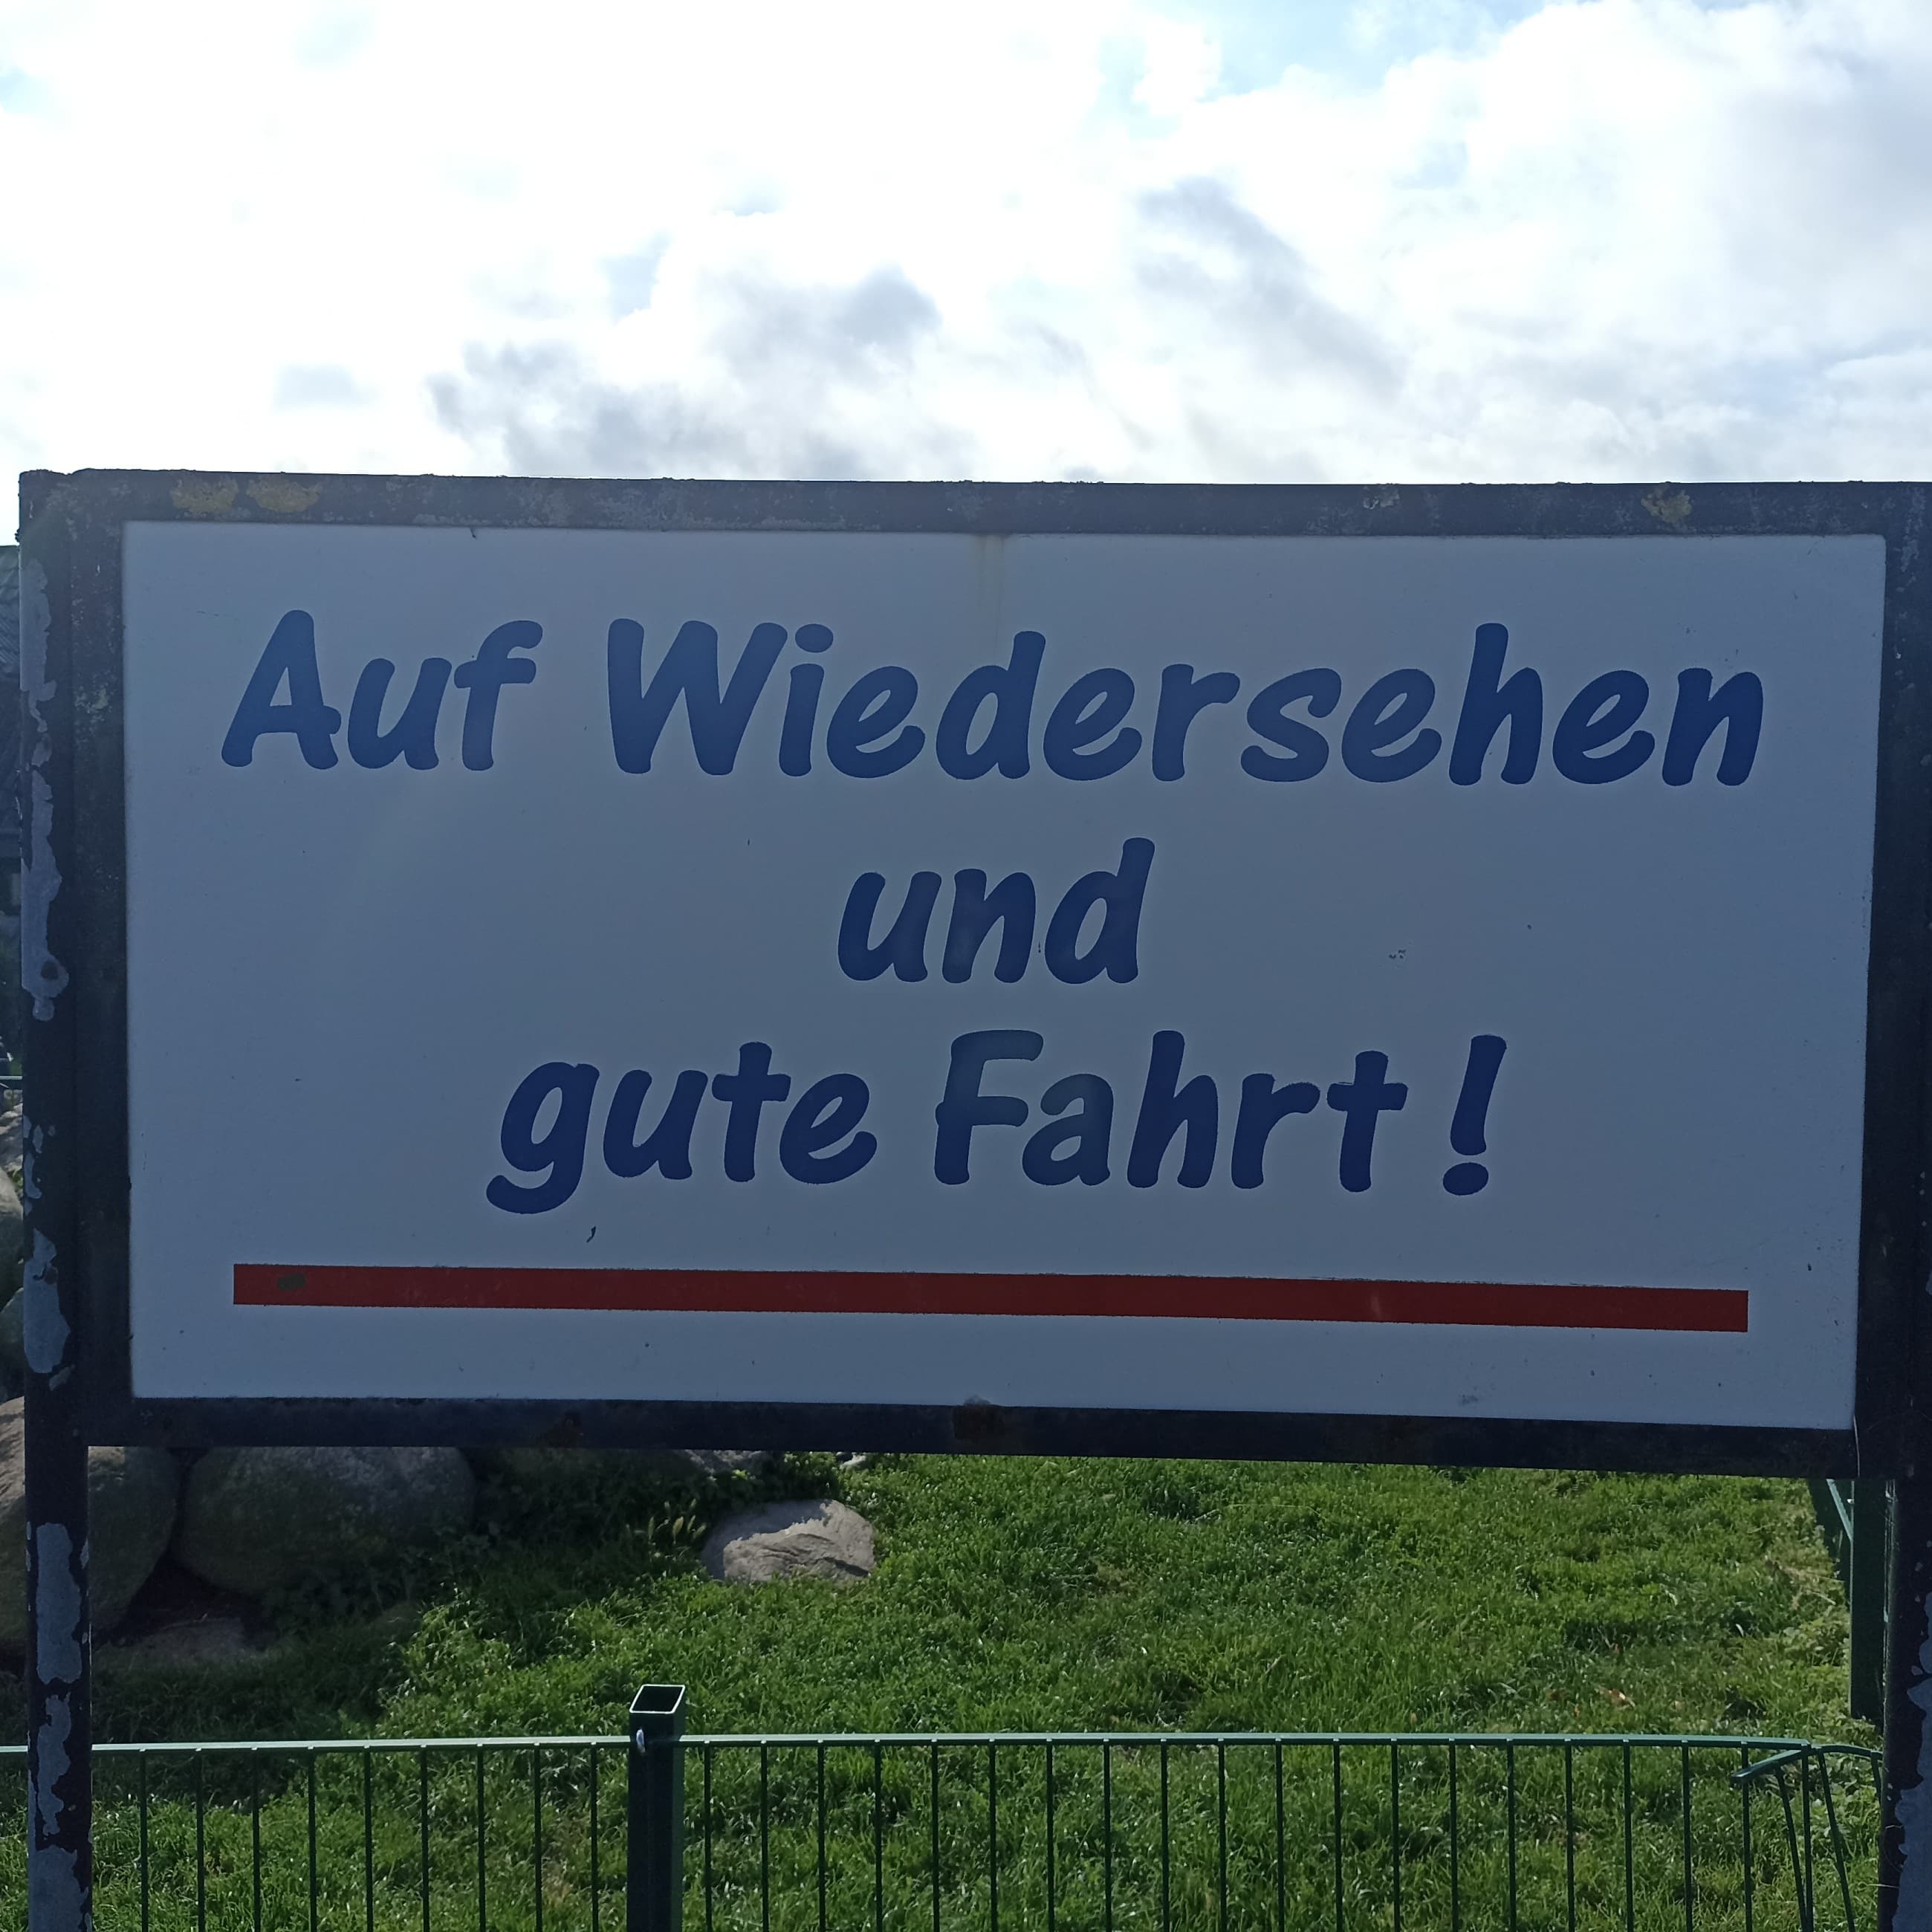 Auf Wiedersehen
und
gute Fahrt!